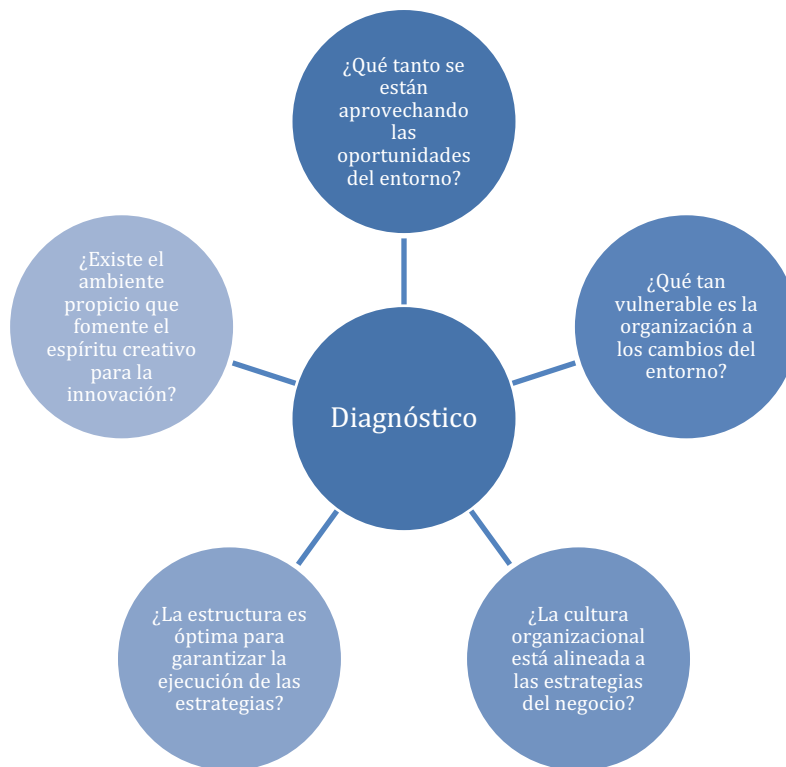 ¿Qué tanto se
están
aprovechando
las
oportunidades
del entorno?
¿Existe el
ambiente
propicio que
fomente el
espíritu creativo
para la
innovación?
¿Qué tan
vulnerable es la
organización a
los cambios del
entorno?
Diagnóstico
¿La estructura es
óptima para
garantizar la
ejecución de las
estrategias?
¿La cultura
organizacional
está alineada a
las estrategias
del negocio?